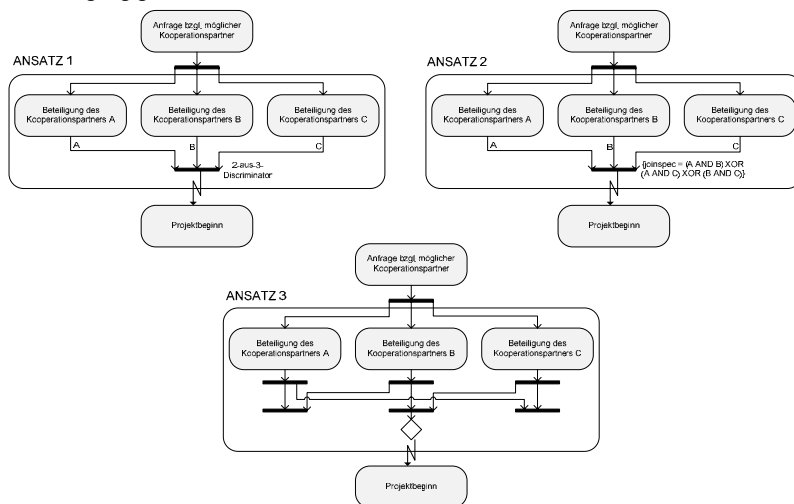 Anfrage bzgl. möglicher
Kooperationspartner
ANSATZ 1
Beteiligung des
Kooperationspartners A
Beteiligung des
Kooperationspartners B
Beteiligung des
Kooperationspartners C
A
B
C
2-aus-3-
Discriminator
Projektbeginn
Anfrage bzgl. möglicher
Kooperationspartner
ANSATZ 2
Beteiligung des
Kooperationspartners A
Beteiligung des
Kooperationspartners B
Beteiligung des
Kooperationspartners C
A
B
C
{joinspec = (A AND B) XOR
(A AND C) XOR (B AND C)}
Projektbeginn
Anfrage bzgl. möglicher
Kooperationspartner
ANSATZ 3
Beteiligung des
Kooperationspartners A
Beteiligung des
Kooperationspartners B
Beteiligung des
Kooperationspartners C
Projektbeginn